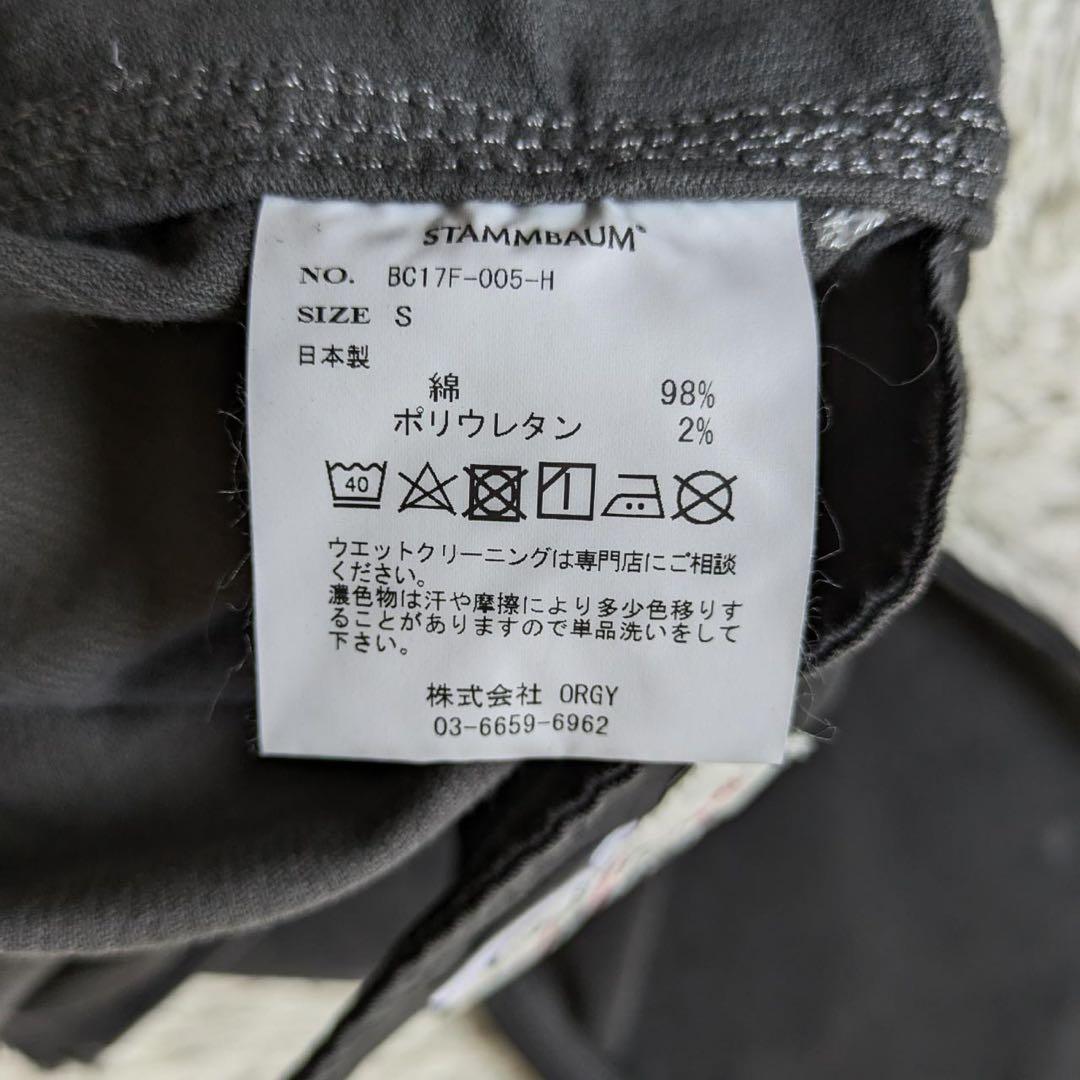 STAMMBAUM®
NO. BC17F-005-H
SIZE S
日本製
綿 98%
ポリウレタン 2%
40
ウエットクリーニングは専門店にご相談
ください。
濃色物は汗や摩擦により多少色移りす
ることがありますので単品洗いをして
下さい。
株式会社 ORGY
03-6659-6962